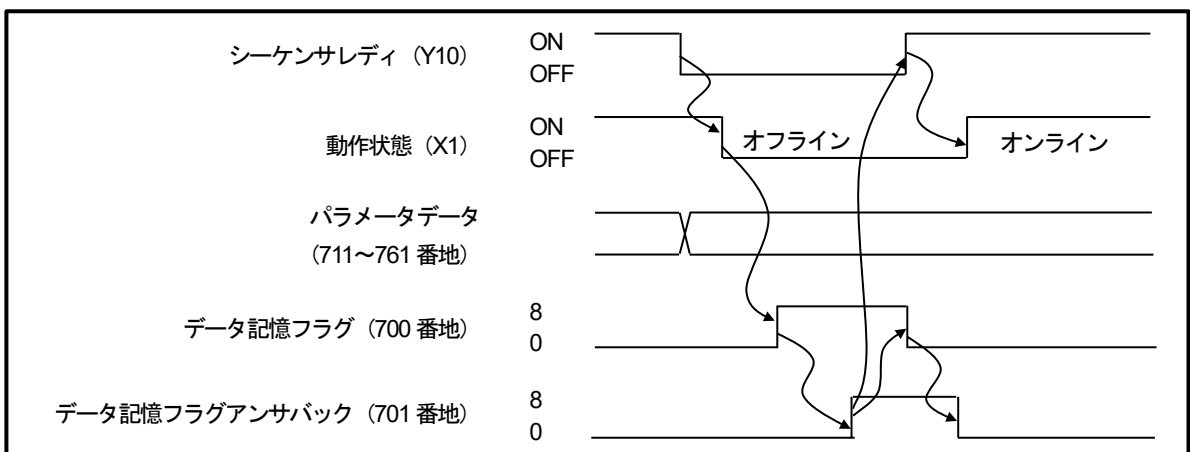 シーケンサレディ（Y10）
ON
OFF
動作状態（X1）
ON
OFF
オフライン
オンライン
パラメータデータ
（711～761 番地）
データ記憶フラグ（700 番地）
8
0
データ記憶フラグアンサバック（701 番地）
8
0